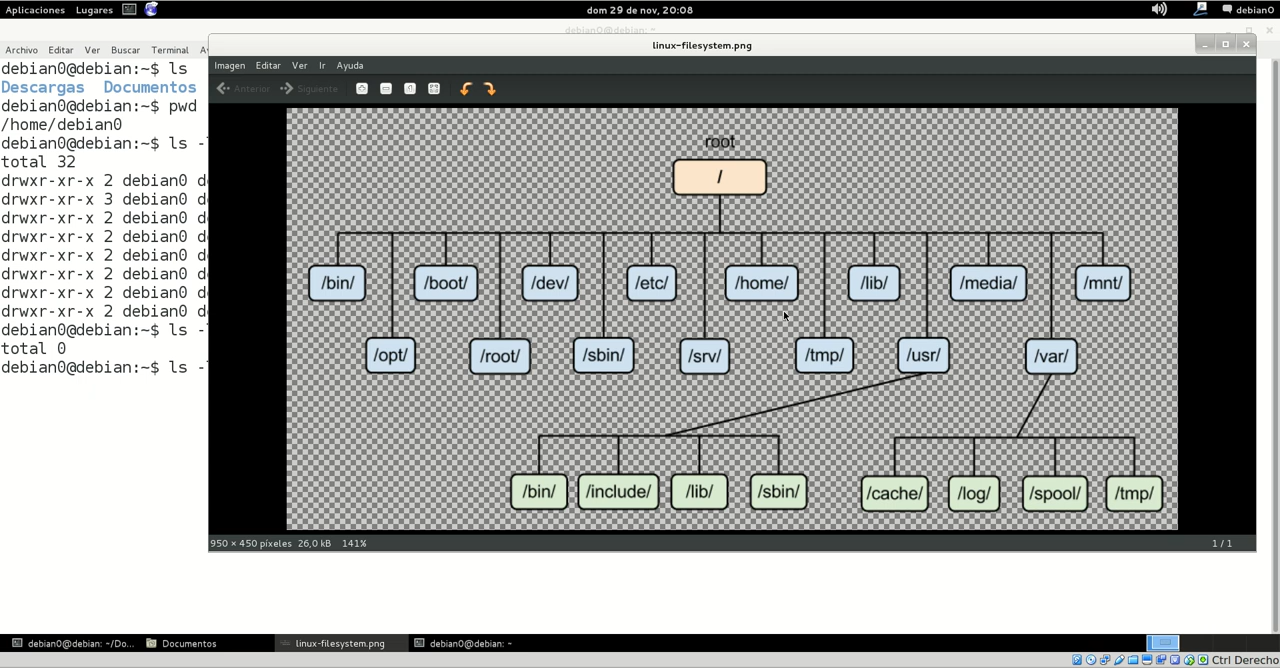 Aplicaciones Lugares dom 29 de nov, 20:08 debian0
debian0@debian: ~
Archivo Editar Ver Buscar Terminal
debian0@debian:~$ ls
Descargas Documentos
debian0@debian:~$ pwd
/home/debian0
debian0@debian:~$ ls -
total 32
drwxr-xr-x 2 debian0
drwxr-xr-x 3 debian0
drwxr-xr-x 2 debian0
drwxr-xr-x 2 debian0
drwxr-xr-x 2 debian0
drwxr-xr-x 2 debian0
drwxr-xr-x 2 debian0
drwxr-xr-x 2 debian0
debian0@debian:~$ ls -
total 0
debian0@debian:~$ ls -
linux-filesystem.png
Imagen Editar Ver Ir Ayuda
Anterior Siguiente
root
/
/bin/ /boot/ /dev/ /etc/ /home/ /lib/ /media/ /mnt/
/opt/ /root/ /sbin/ /srv/ /tmp/ /usr/ /var/
/bin/ /include/ /lib/ /sbin/ /cache/ /log/ /spool/ /tmp/
950 × 450 píxeles 26,0 kB 141% 1 / 1
debian0@debian: ~/Do... Documentos linux-filesystem.png debian0@debian: ~
Ctrl Derecho